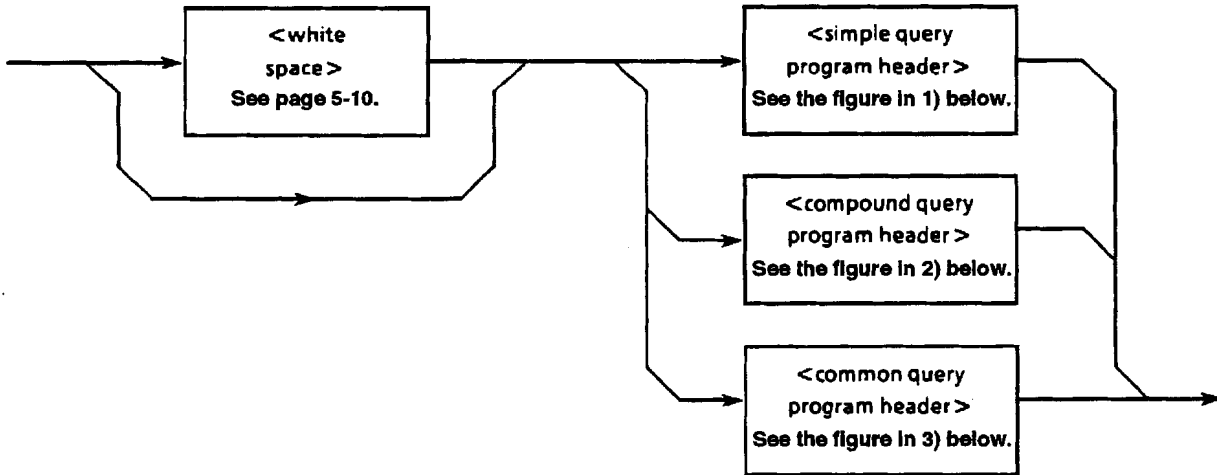 <white
space>
See page 5-10.
<simple query
program header>
See the figure in 1) below.
<compound query
program header>
See the figure in 2) below.
<common query
program header>
See the figure in 3) below.